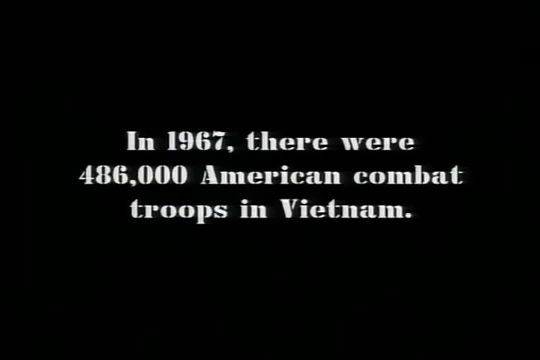 In 1967, there were
486,000 American combat
troops in Vietnam.